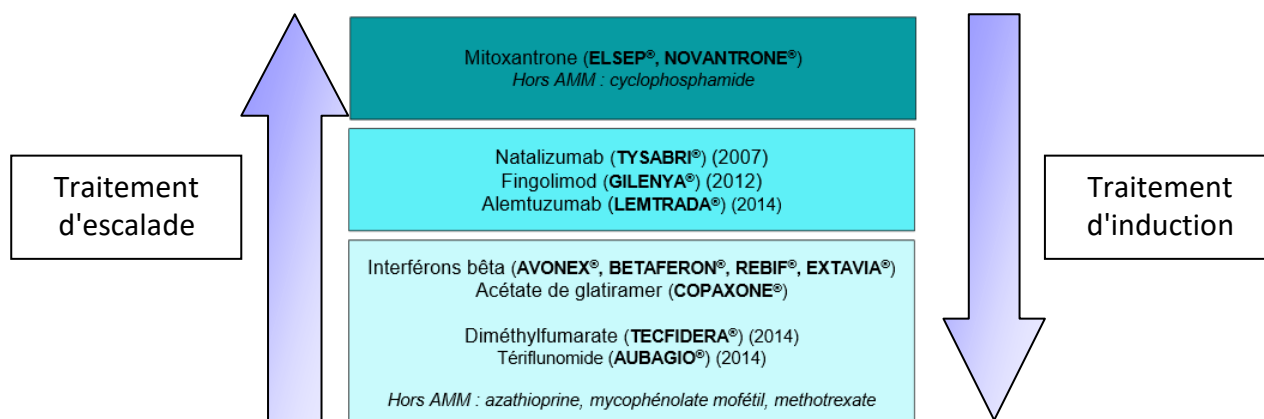 Mitoxantrone (ELSEP®, NOVANTRONE®)
Hors AMM : cyclophosphamide
Traitement
d'escalade
Natalizumab (TYSABRI®) (2007)
Fingolimod (GILENYA®) (2012)
Alemtuzumab (LEMTRADA®) (2014)
Traitement
d'induction
Interférons bêta (AVONEX®, BETAFERON®, REBIF®, EXTAVIA®)
Acétate de glatiramer (COPAXONE®)
Diméthylfumarate (TECFIDERA®) (2014)
Tériflunomide (AUBAGIO®) (2014)
Hors AMM : azathioprine, mycophénolate mofétil, methotrexate